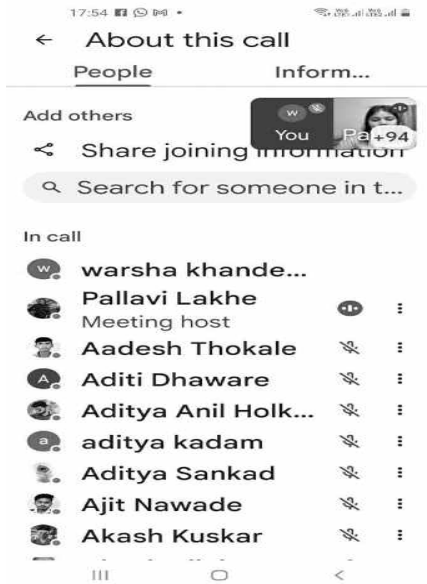 17:54
About this call
People Inform...
Add others
W
You Pa +94
Share joining information
Search for someone in t...
In call
W warsha khande...
Pallavi Lakhe
Meeting host
Aadesh Thokale
A Aditi Dhaware
Aditya Anil Holk...
a aditya kadam
Aditya Sankad
Ajit Nawade
Akash Kuskar